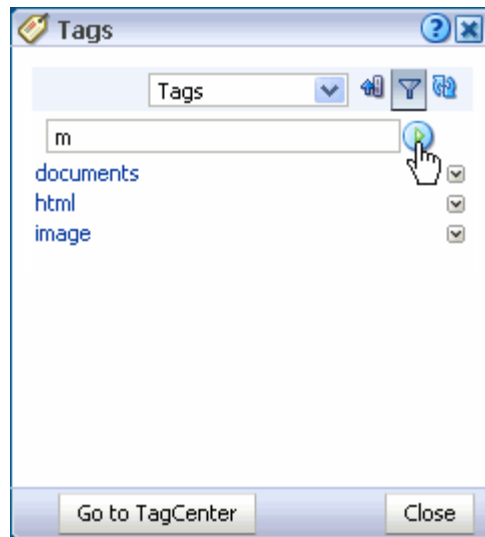 Tags
Tags
m
documents
html
image
Go to TagCenter Close